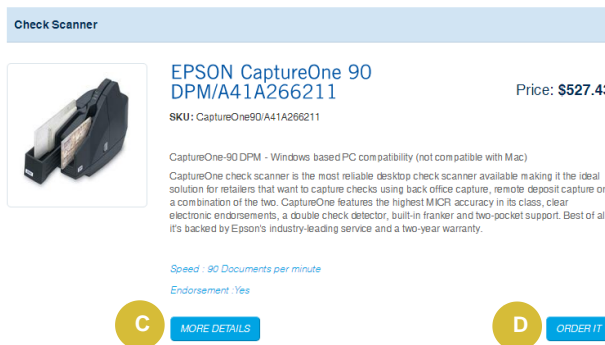 Check Scanner
EPSON CaptureOne 90
DPM/A41A266211
Price: $527.43
SKU: CaptureOne90/A41A266211
CaptureOne-90 DPM - Windows based PC compatibility (not compatible with Mac)
CaptureOne check scanner is the most reliable desktop check scanner available making it the ideal
solution for retailers that want to capture checks using back office capture, remote deposit capture or
a combination of the two. CaptureOne features the highest MICR accuracy in its class, clear
electronic endorsements, a double check detector, built-in franker and two-pocket support. Best of al
it's backed by Epson's industry-leading service and a two-year warranty.
Speed : 90 Documents per minute
Endorsement :Yes
C MORE DETAILS D ORDER IT